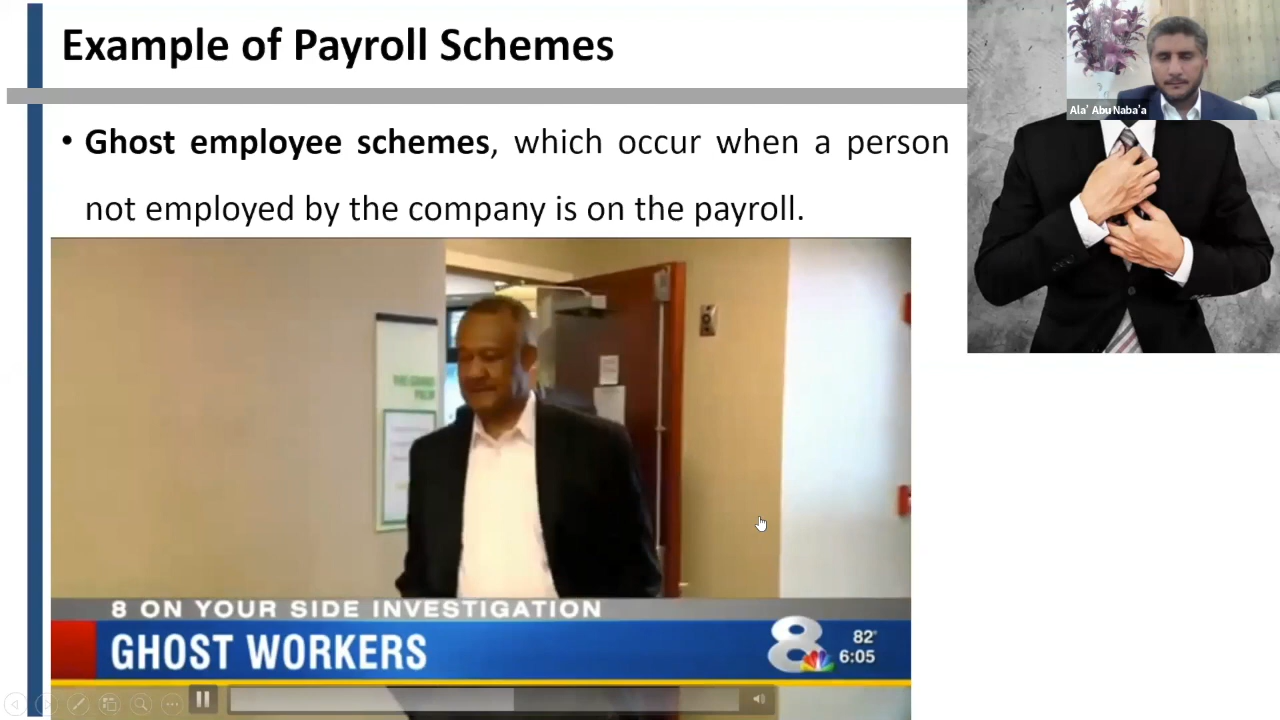 Example of Payroll Schemes
Ala' Abu Naba'a
• Ghost employee schemes, which occur when a person
not employed by the company is on the payroll.
8 ON YOUR SIDE INVESTIGATION
GHOST WORKERS
8
82°
6:05